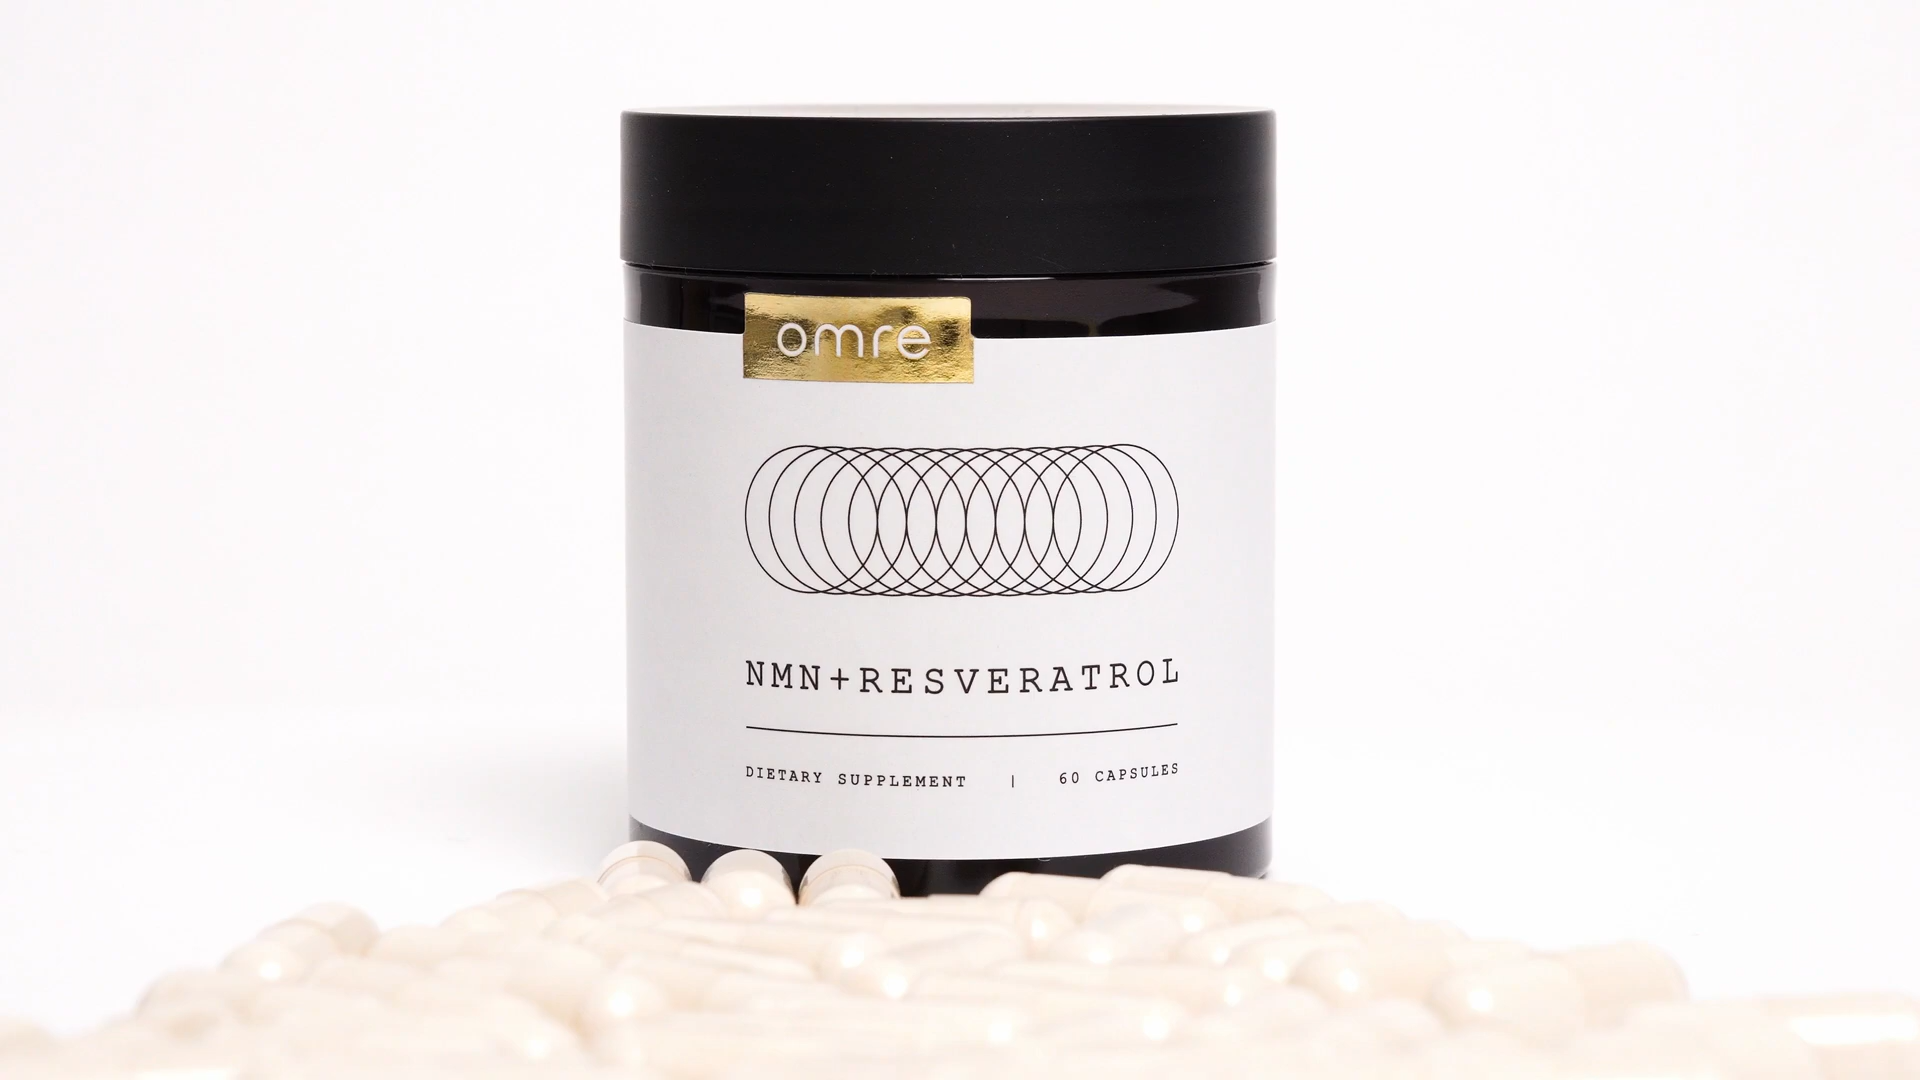 omre
NMN+RESVERATROL
DIETARY SUPPLEMENT | 60 CAPSULES